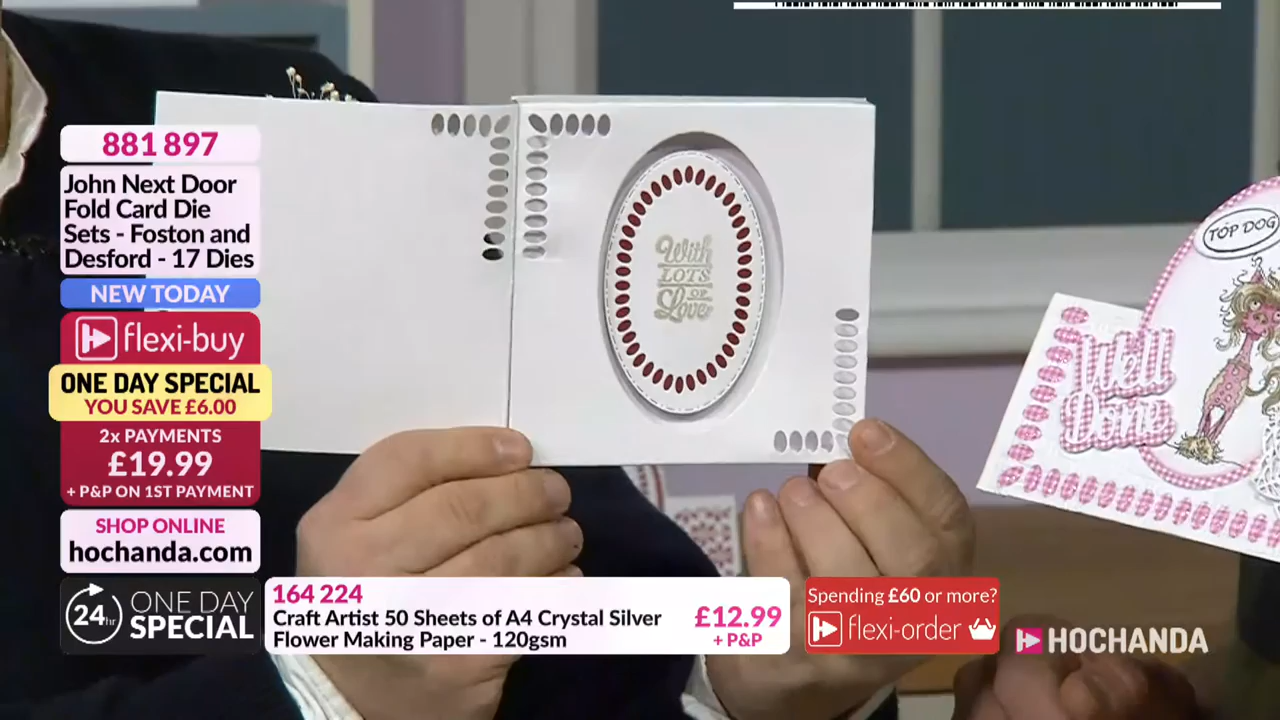 881 897
John Next Door
Fold Card Die
Sets - Foston and
Desford - 17 Dies
NEW TODAY
flexi-buy
ONE DAY SPECIAL
YOU SAVE £6.00
2x PAYMENTS
£19.99
+ P&P ON 1ST PAYMENT
SHOP ONLINE
hochanda.com
24hr
ONE DAY
SPECIAL
164 224
Craft Artist 50 Sheets of A4 Crystal Silver
Flower Making Paper - 120gsm
£12.99
+ P&P
Spending £60 or more?
flexi-order
HOCHANDA
With
LOTS
OF
Love
TOP DOG
Well
Done